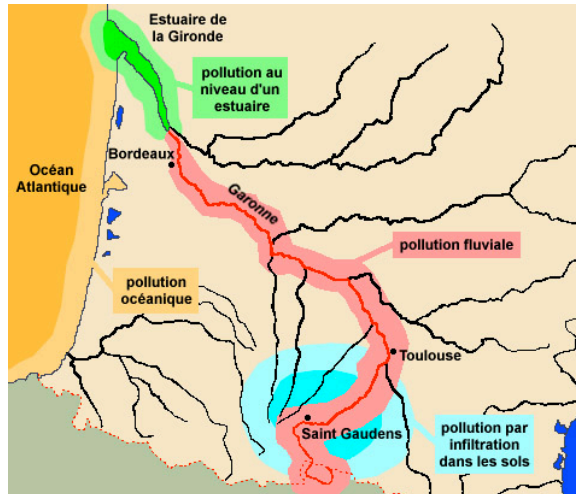 Estuaire de
la Gironde
pollution au
niveau d'un
estuaire
Bordeaux
Océan
Atlantique
Garonne
pollution fluviale
pollution
océanique
Toulouse
Saint Gaudens
pollution par
infiltration
dans les sols